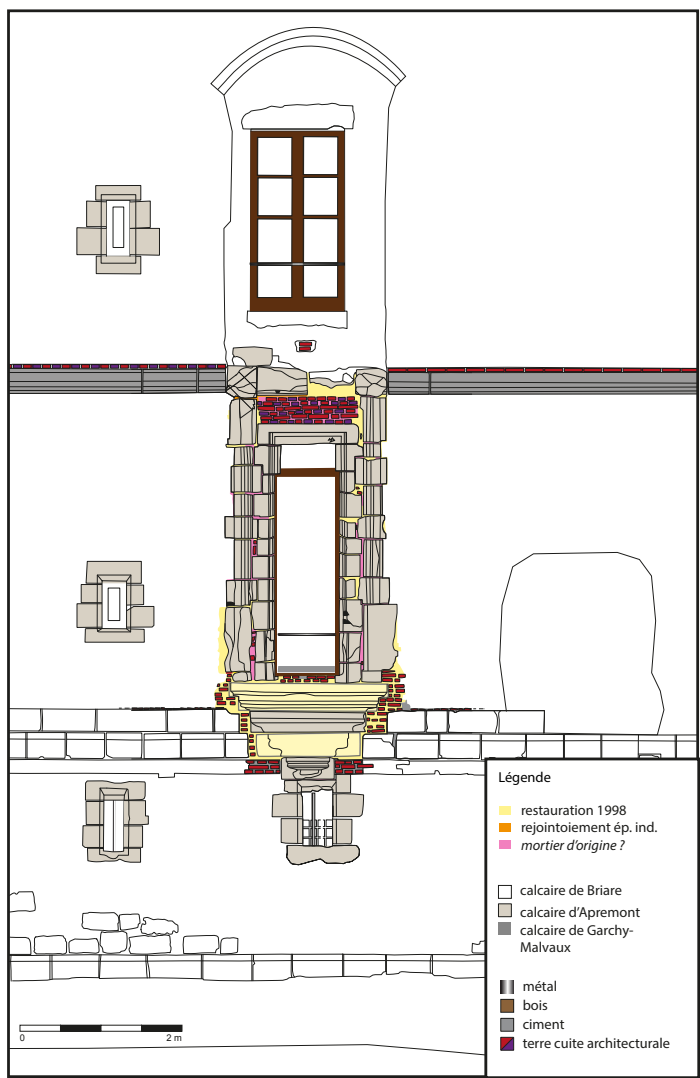 Légende
restauration 1998
rejointoiement ép. ind.
mortier d'origine ?
calcaire de Briare
calcaire d'Apremont
calcaire de Garchy-
Malvaux
métal
bois
ciment
terre cuite architecturale
0 2 m